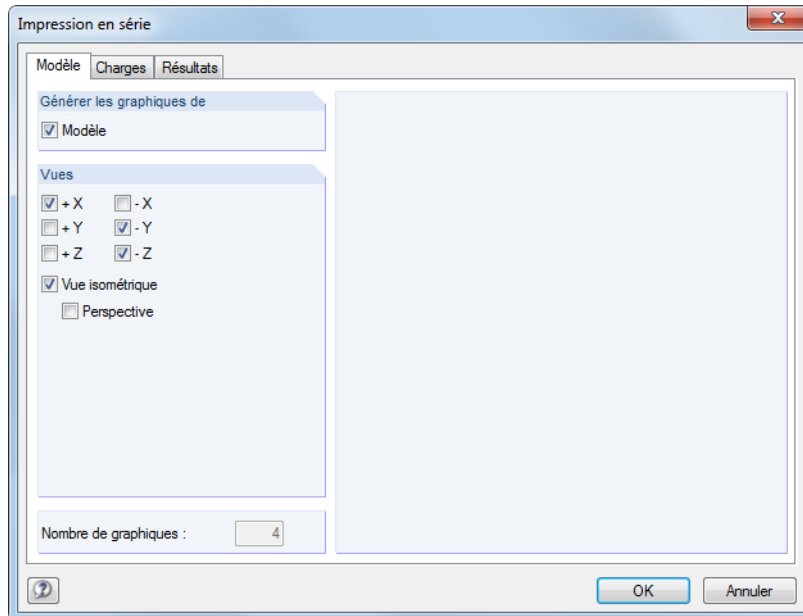 Impression en série
Modèle Charges Résultats
Générer les graphiques de
Modèle
Vues
+ X - X
+ Y - Y
+ Z - Z
Vue isométrique
Perspective
Nombre de graphiques : 4
OK Annuler